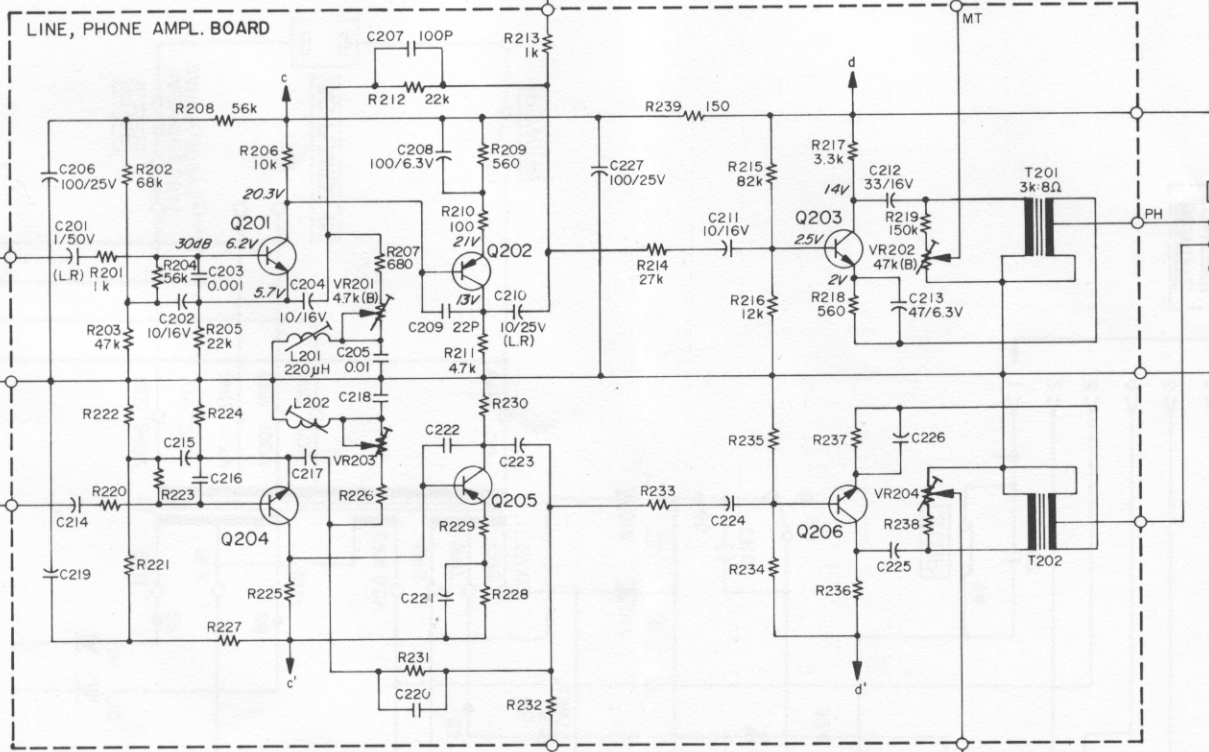 LINE, PHONE AMPL. BOARD
MT
C207 100P
R213
1k
c
d
R212 22k
R208 56k
R239 150
C206
100/25V
R202
68k
R206
10k
C208
100/6.3V
R209
560
C227
100/25V
R215
82k
R217
3.3k
C212
33/16V
T201
3k:8Ω
20.3V
14V
C201
1/50V
(L.R)
Q201
30dB 6.2V
R210
100
21V
Q202
C211
10/16V
Q203
2.5V
R219
150k
VR202
47k(B)
PH
R201
1k
R204
56k
C203
0.001
5.7V
C204
10/16V
R207
680
VR201
4.7k(B)
13V
C210
10/25V
(L.R)
R214
27k
2V
C202
10/16V
R203
47k
R205
22k
C209 22P
R216
12k
R218
560
C213
47/6.3V
L201
220μH
C205
0.01
R211
4.7k
L202
C218
R222
R224
R230
C215
C216
C217
VR203
C222
C223
R235
R237
C226
R220
R223
C214
R226
Q205
R233
C224
VR204
R238
Q204
R229
Q206
C225
T202
C219
R221
R225
C221
R228
R234
R236
R227
c'
R231
C220
R232
d'